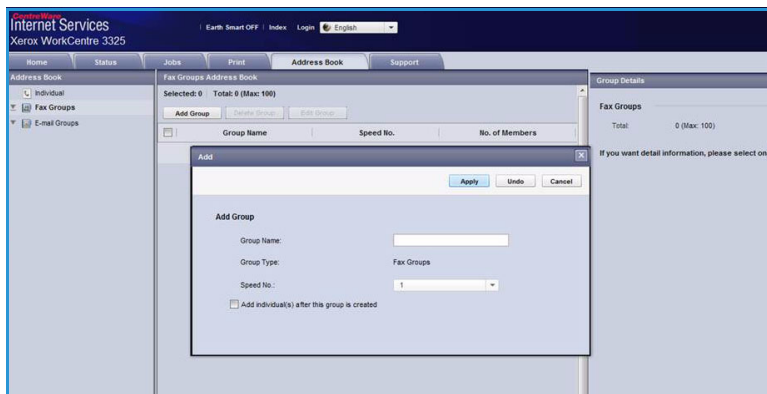 CentreWare
Internet Services
Xerox WorkCentre 3325
Earth Smart OFF | Index Login English
Home Status Jobs Print Address Book Support
Address Book
Individual
Fax Groups
E-mail Groups
Fax Groups Address Book
Selected: 0 Total: 0 (Max: 100)
Add Group Delete Group Edit Group
Group Name Speed No. No. of Members
Add
Apply Undo Cancel
Add Group
Group Name:
Group Type: Fax Groups
Speed No.: 1
Add individual(s) after this group is created
Group Details
Fax Groups
Total: 0 (Max: 100)
If you want detail information, please select on